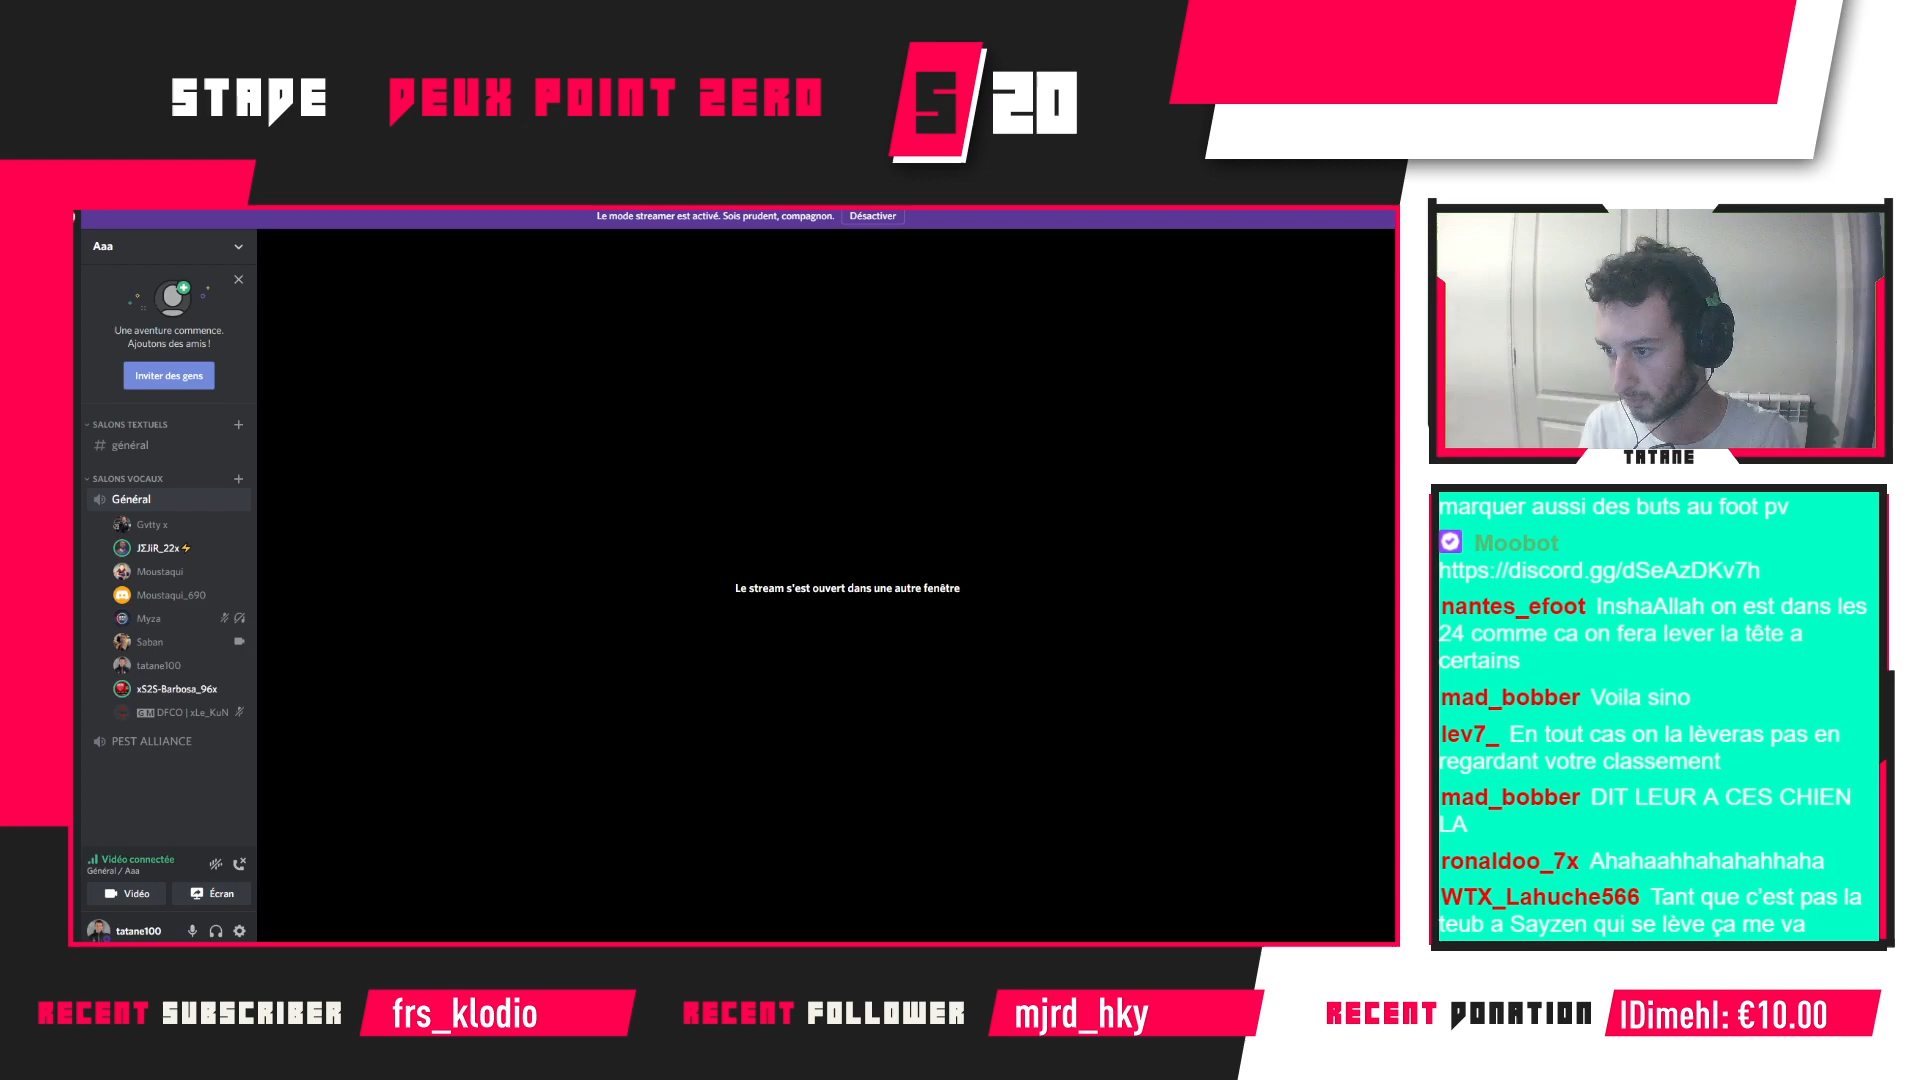 STADE DEUX POINT ZERO 5 20
Le mode streamer est activé. Sois prudent, compagnon. Désactiver
Aaa
Une aventure commence.
Ajoutons des amis !
Inviter des gens
SALONS TEXTUELS
# général
SALONS VOCAUX
Général
Gvtty x
JΣJiR_22x⚡
Moustaqui
Moustaqui_690
Myza
Saban
tatane100
xS2S-Barbosa_96x
GM DFCO | xLe_KuN
PEST ALLIANCE
Vidéo connectée
Général / Aaa
Vidéo Écran
tatane100
Le stream s'est ouvert dans une autre fenêtre
TATANE
marquer aussi des buts au foot pv
Moobot
https://discord.gg/dSeAzDKv7h
nantes_efoot InshaAllah on est dans les
24 comme ca on fera lever la tête a
certains
mad_bobber Voila sino
lev7_ En tout cas on la lèveras pas en
regardant votre classement
mad_bobber DIT LEUR A CES CHIEN
LA
ronaldoo_7x Ahahaahhahahahhaha
WTX_Lahuche566 Tant que c'est pas la
teub a Sayzen qui se lève ça me va
RECENT SUBSCRIBER frs_klodio
RECENT FOLLOWER mjrd_hky
RECENT DONATION lDimehl: €10.00